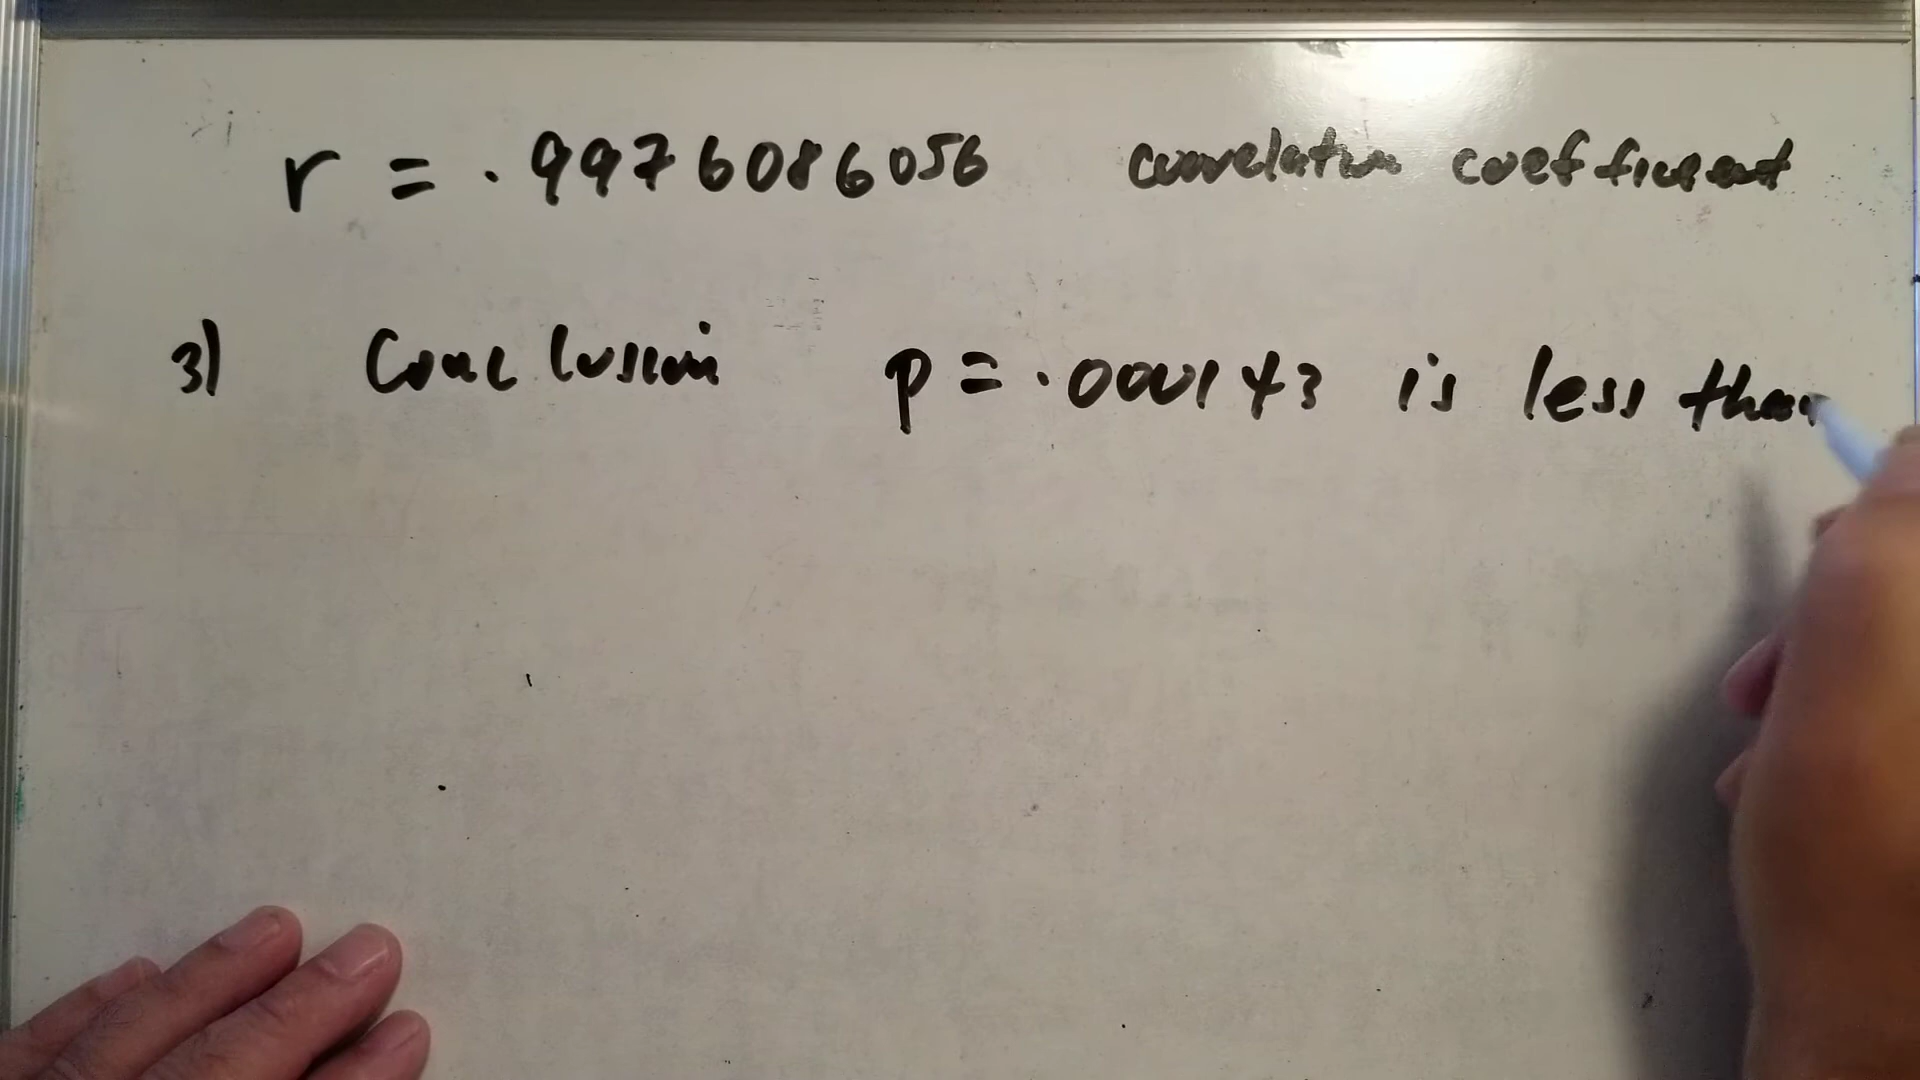 r = .9976086056 correlation coefficient
3) Conclusion p = .000143 is less than